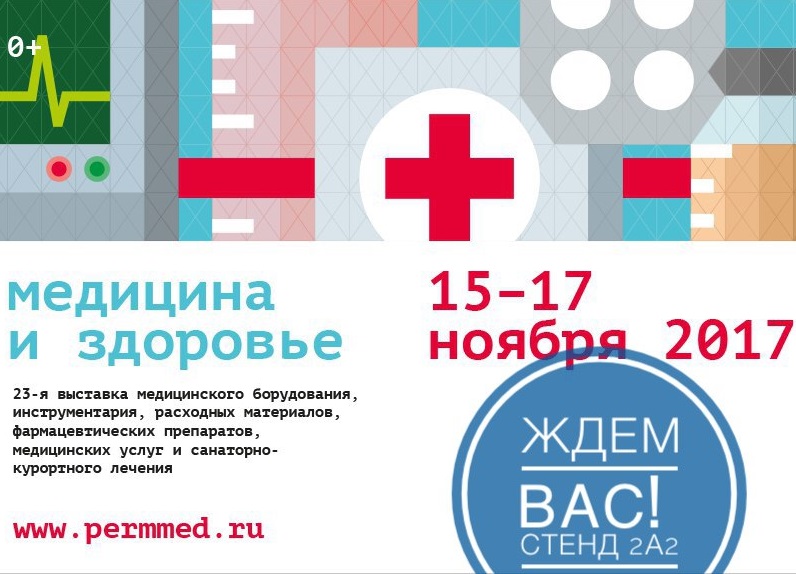 0+
медицина
и здоровье
15–17
ноября 2017
23-я выставка медицинского борудования,
инструментария, расходных материалов,
фармацевтических препаратов,
медицинских услуг и санаторно-
курортного лечения
www.permmed.ru
ЖДЕМ
ВАС!
СТЕНД 2А2